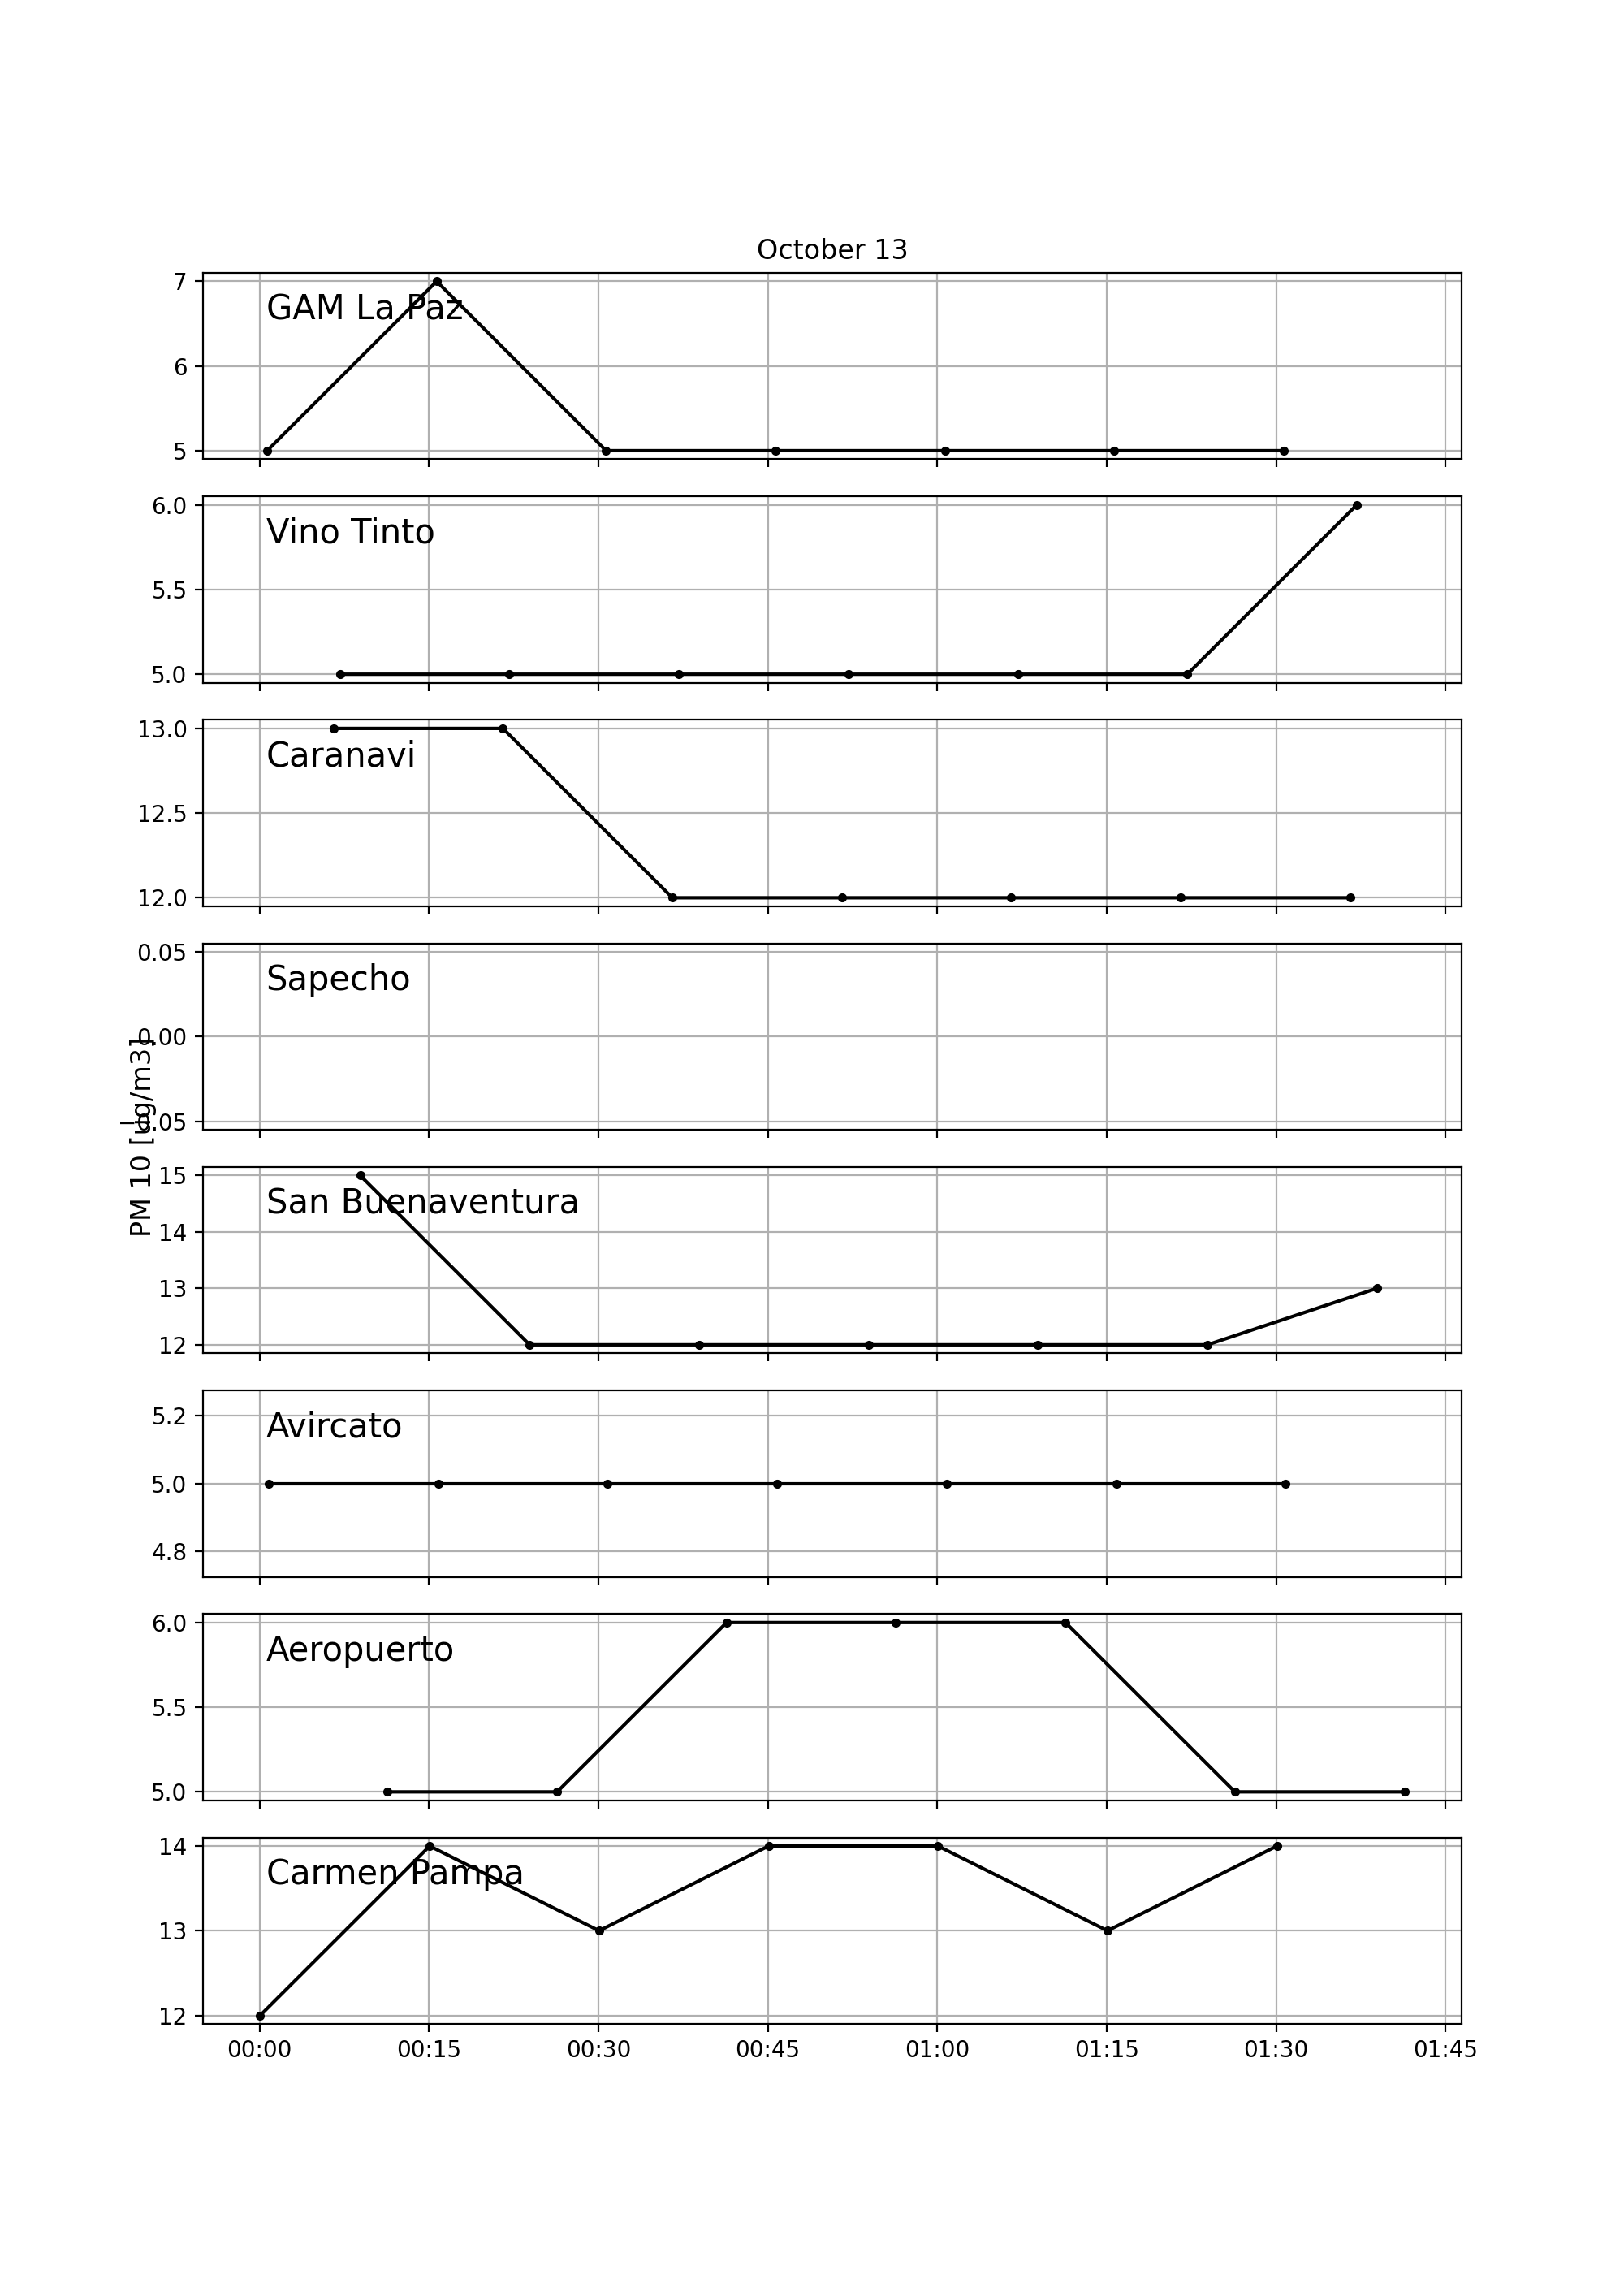 October 13
GAM La Paz
7
6
5
Vino Tinto
6.0
5.5
5.0
Caranavi
13.0
12.5
12.0
Sapecho
0.05
0.00
−0.05
PM 10 [ug/m3]
San Buenaventura
15
14
13
12
Avircato
5.2
5.0
4.8
Aeropuerto
6.0
5.5
5.0
Carmen Pampa
14
13
12
00:00 00:15 00:30 00:45 01:00 01:15 01:30 01:45